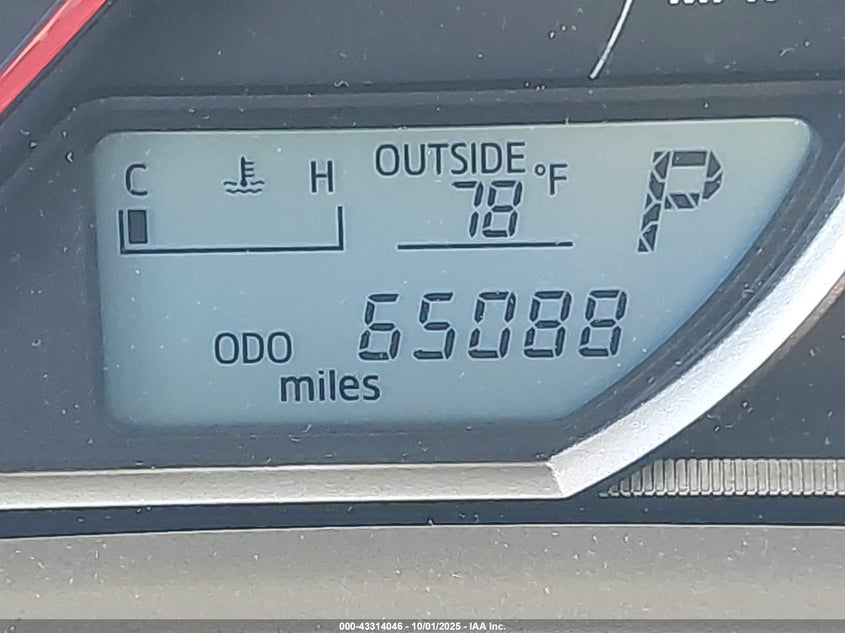 C H
OUTSIDE
78 °F
P
ODO 65088
miles
000-43314046 - 10/01/2025 - IAA Inc.